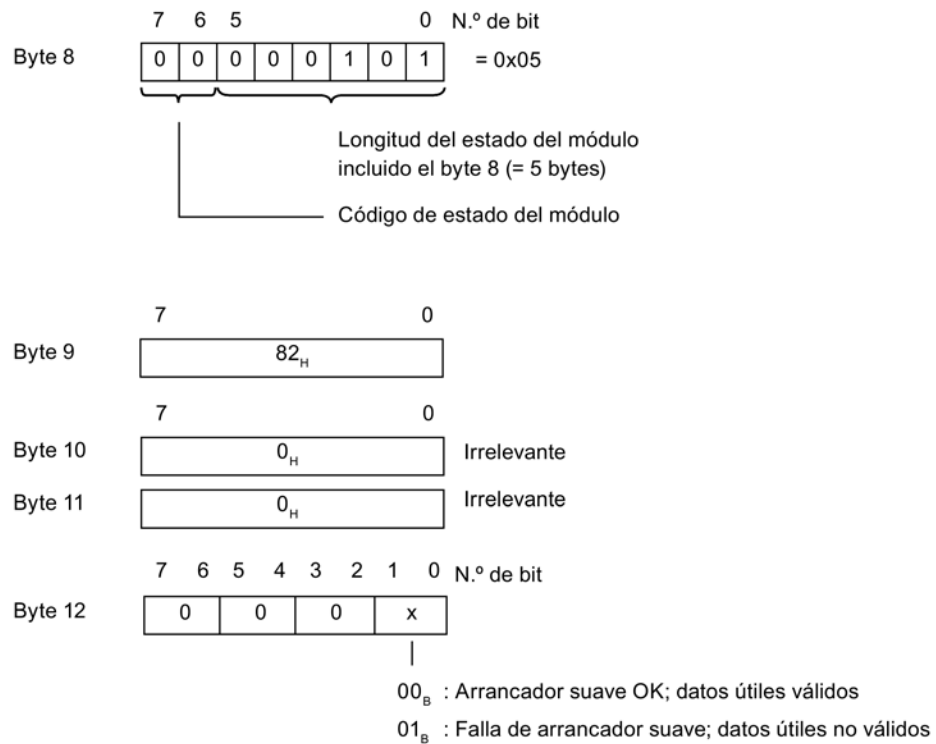 7 6 5 0 N.º de bit
Byte 8 0 0 0 0 0 1 0 1 = 0x05
Longitud del estado del módulo
incluido el byte 8 (= 5 bytes)
Código de estado del módulo
7 0
Byte 9 82H
7 0
Byte 10 0H Irrelevante
Byte 11 0H Irrelevante
7 6 5 4 3 2 1 0 N.º de bit
Byte 12 0 0 0 x
00B : Arrancador suave OK; datos útiles válidos
01B : Falla de arrancador suave; datos útiles no válidos